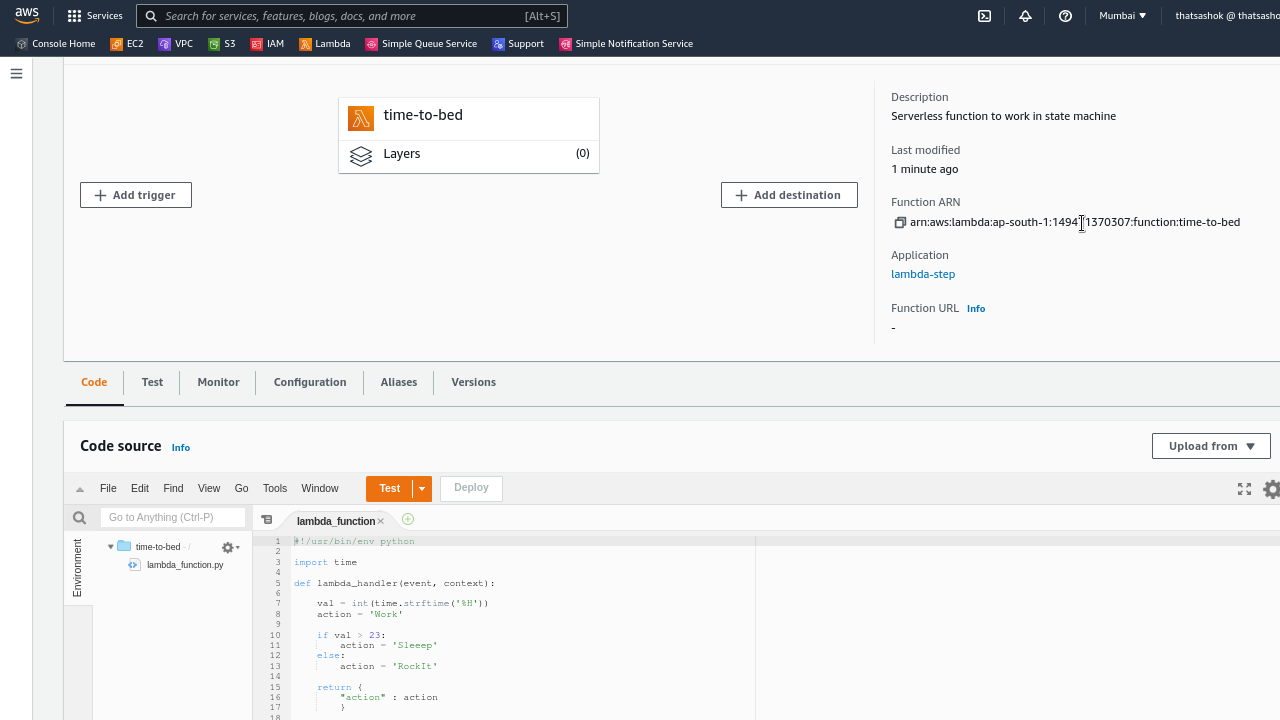 aws Services Search for services, features, blogs, docs, and more [Alt+S] Mumbai thatsashok @ thatsasho
Console Home EC2 VPC S3 IAM Lambda Simple Queue Service Support Simple Notification Service
time-to-bed
Layers (0)
Add trigger
Add destination
Description
Serverless function to work in state machine
Last modified
1 minute ago
Function ARN
arn:aws:lambda:ap-south-1:1494 1370307:function:time-to-bed
Application
lambda-step
Function URL Info
-
Code Test Monitor Configuration Aliases Versions
Code source Info
Upload from
File Edit Find View Go Tools Window Test Deploy
Go to Anything (Ctrl-P)
lambda_function
Environment
time-to-bed - /
lambda_function.py
1 #!/usr/bin/env python
2
3 import time
4
5 def lambda_handler(event, context):
6
7 val = int(time.strftime('%H'))
8 action = 'Work'
9
10 if val > 23:
11 action = 'Sleeep'
12 else:
13 action = 'RockIt'
14
15 return {
16 "action" : action
17 }
18